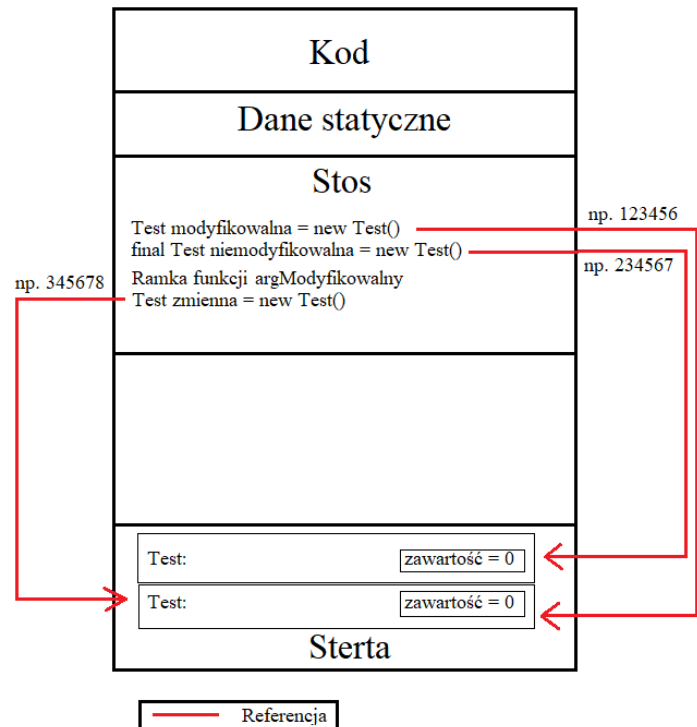 Kod
Dane statyczne
Stos
Test modyfikowalna = new Test()
np. 123456
final Test niemodyfikowalna = new Test()
np. 234567
Ramka funkcji argModyfikowalny
np. 345678
Test zmienna = new Test()
Test: zawartość = 0
Test: zawartość = 0
Sterta
Referencja